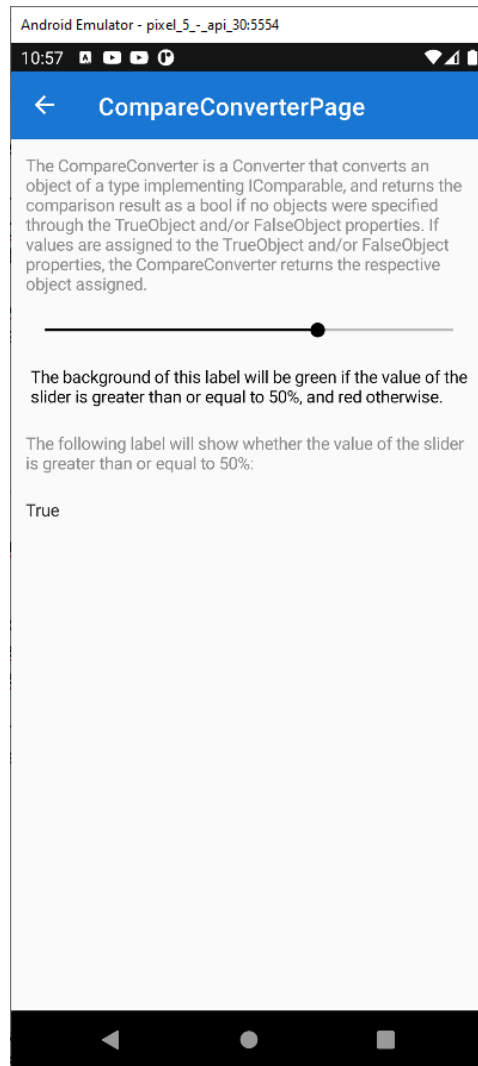 Android Emulator - pixel_5_-_api_30:5554
10:57
CompareConverterPage
The CompareConverter is a Converter that converts an
object of a type implementing IComparable, and returns the
comparison result as a bool if no objects were specified
through the TrueObject and/or FalseObject properties. If
values are assigned to the TrueObject and/or FalseObject
properties, the CompareConverter returns the respective
object assigned.
The background of this label will be green if the value of the
slider is greater than or equal to 50%, and red otherwise.
The following label will show whether the value of the slider
is greater than or equal to 50%:
True